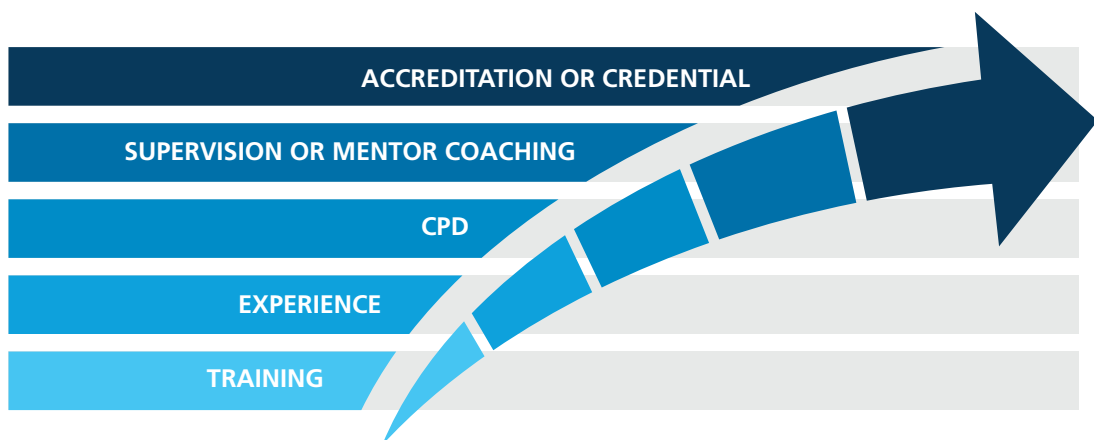 ACCREDITATION OR CREDENTIAL
SUPERVISION OR MENTOR COACHING
CPD
EXPERIENCE
TRAINING